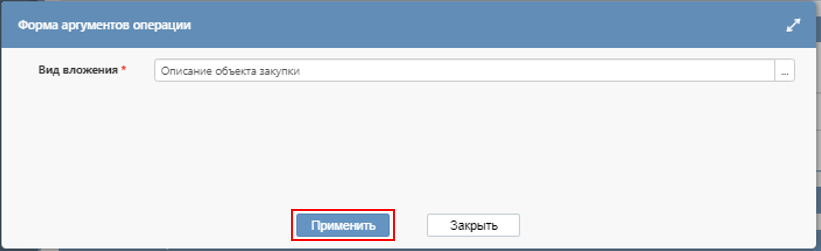 Форма аргументов операции
Вид вложения * Описание объекта закупки ...
Применить Закрыть